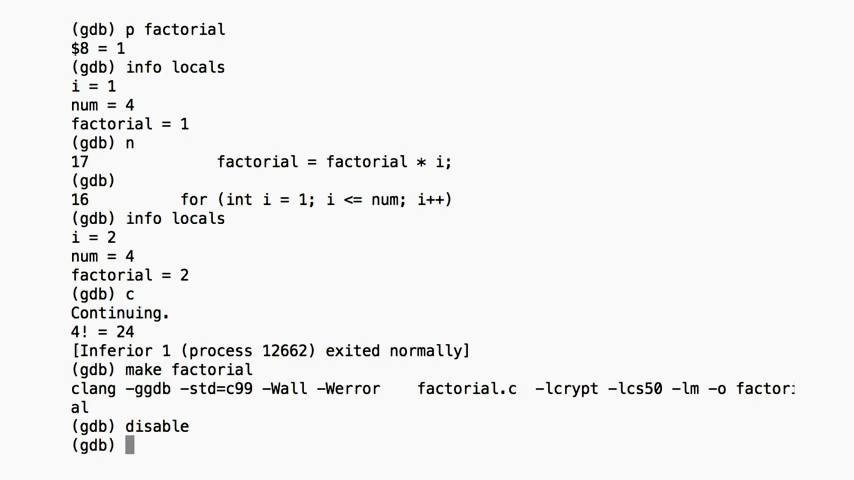 (gdb) p factorial
$8 = 1
(gdb) info locals
i = 1
num = 4
factorial = 1
(gdb) n
17                factorial = factorial * i;
(gdb)
16            for (int i = 1; i <= num; i++)
(gdb) info locals
i = 2
num = 4
factorial = 2
(gdb) c
Continuing.
4! = 24
[Inferior 1 (process 12662) exited normally]
(gdb) make factorial
clang -ggdb -std=c99 -Wall -Werror    factorial.c  -lcrypt -lcs50 -lm -o factori
al
(gdb) disable
(gdb)